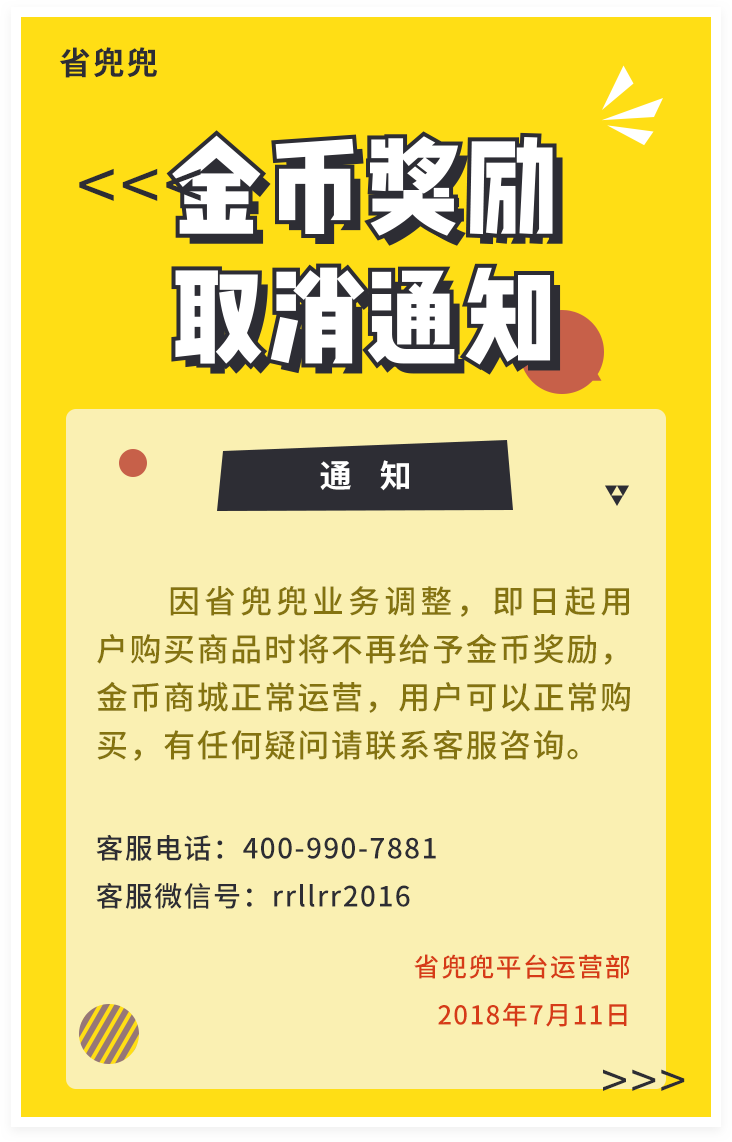 省兜兜
<<<
金币奖励
取消通知
通 知
因省兜兜业务调整，即日起用
户购买商品时将不再给予金币奖励，
金币商城正常运营，用户可以正常购
买，有任何疑问请联系客服咨询。
客服电话：400-990-7881
客服微信号：rrllrr2016
省兜兜平台运营部
2018年7月11日
>>>